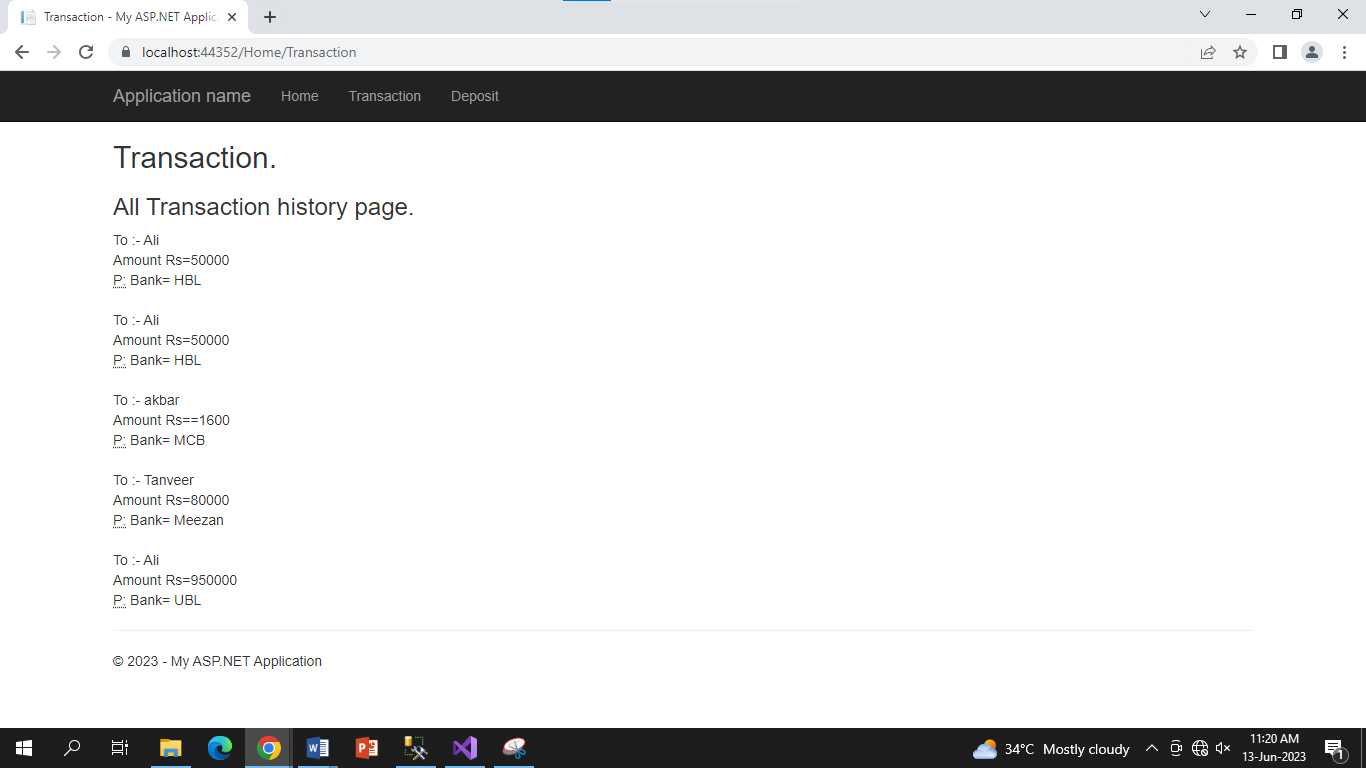 Transaction - My ASP.NET Applic
localhost:44352/Home/Transaction
Application name Home Transaction Deposit
Transaction.
All Transaction history page.
To :- Ali
Amount Rs=50000
P: Bank= HBL
To :- Ali
Amount Rs=50000
P: Bank= HBL
To :- akbar
Amount Rs==1600
P: Bank= MCB
To :- Tanveer
Amount Rs=80000
P: Bank= Meezan
To :- Ali
Amount Rs=950000
P: Bank= UBL
© 2023 - My ASP.NET Application
34°C Mostly cloudy
11:20 AM
13-Jun-2023
1